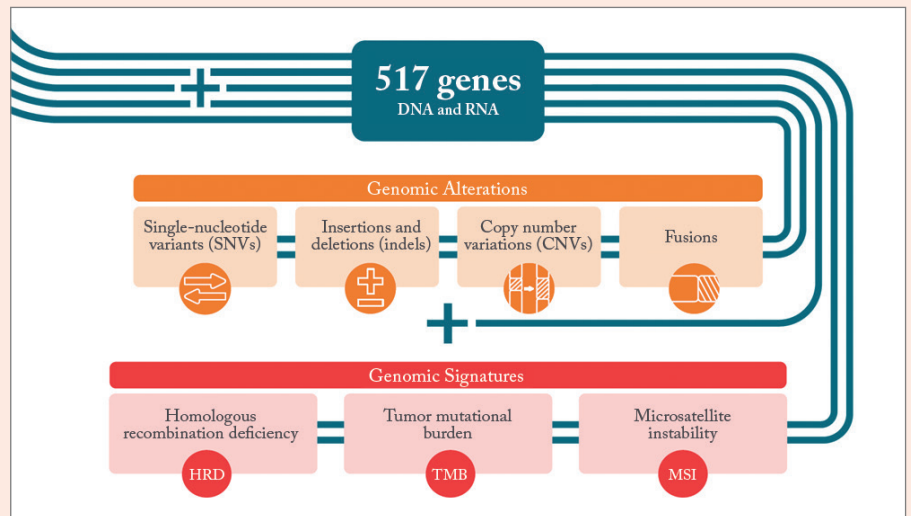 517 genes
DNA and RNA
Genomic Alterations
Single-nucleotide
variants (SNVs)
Insertions and
deletions (indels)
Copy number
variations (CNVs)
Fusions
Genomic Signatures
Homologous
recombination deficiency
HRD
Tumor mutational
burden
TMB
Microsatellite
instability
MSI